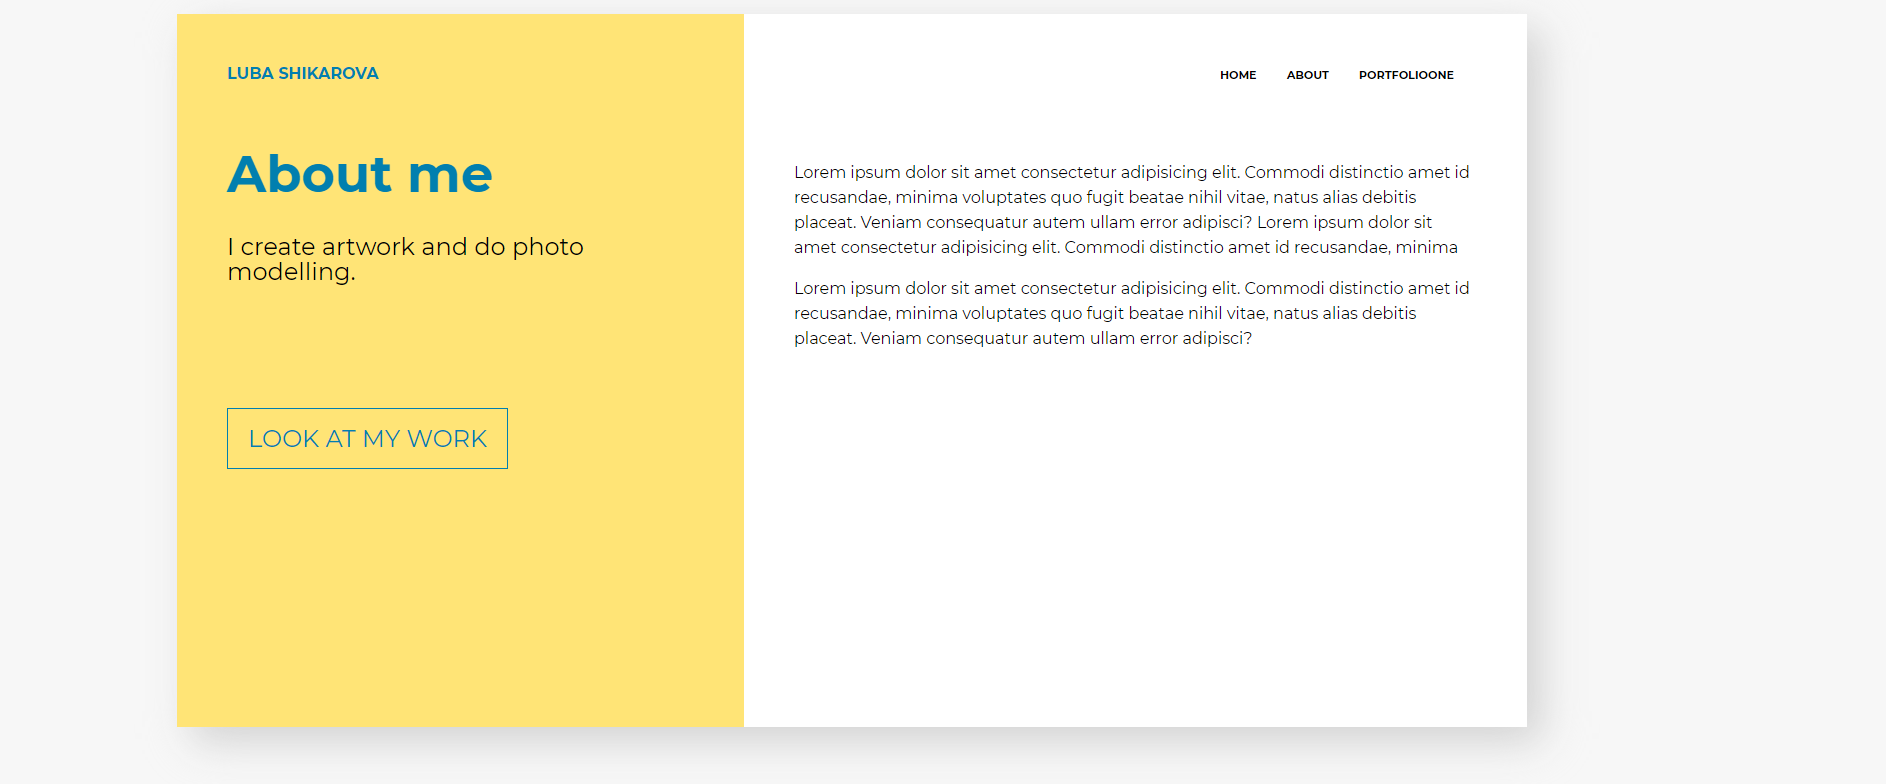 LUBA SHIKAROVA
HOME ABOUT PORTFOLIOONE
About me
I create artwork and do photo
modelling.
LOOK AT MY WORK
Lorem ipsum dolor sit amet consectetur adipisicing elit. Commodi distinctio amet id
recusandae, minima voluptates quo fugit beatae nihil vitae, natus alias debitis
placeat. Veniam consequatur autem ullam error adipisci? Lorem ipsum dolor sit
amet consectetur adipisicing elit. Commodi distinctio amet id recusandae, minima
Lorem ipsum dolor sit amet consectetur adipisicing elit. Commodi distinctio amet id
recusandae, minima voluptates quo fugit beatae nihil vitae, natus alias debitis
placeat. Veniam consequatur autem ullam error adipisci?